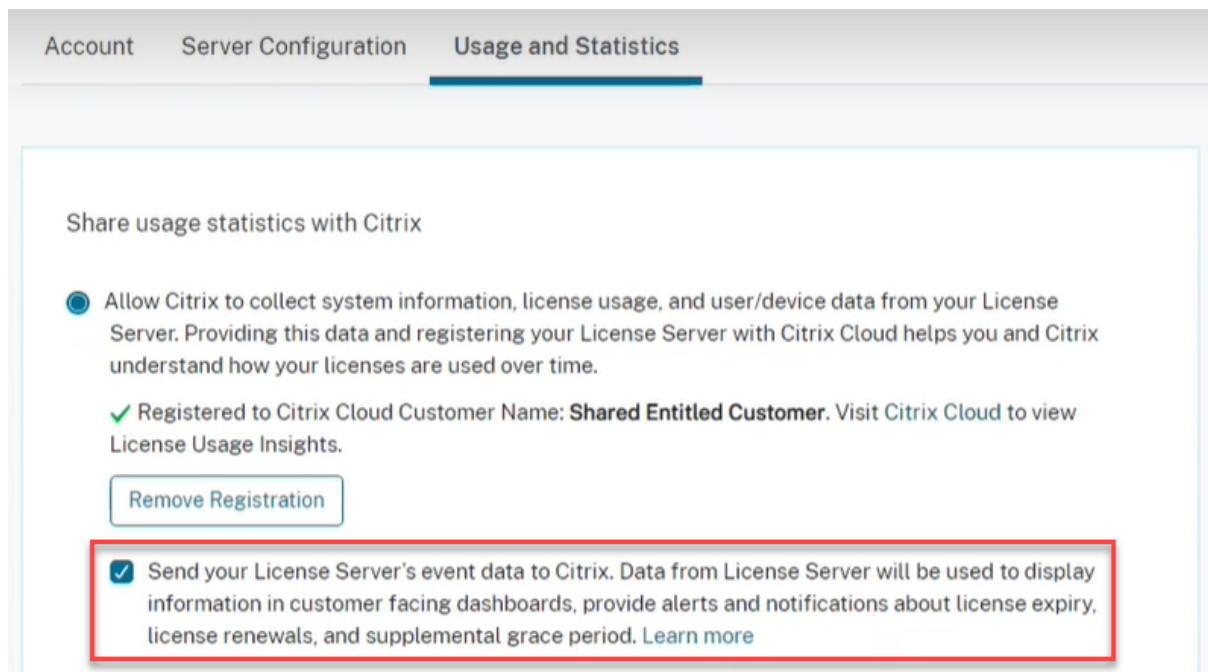 Account Server Configuration Usage and Statistics
Share usage statistics with Citrix
Allow Citrix to collect system information, license usage, and user/device data from your License
Server. Providing this data and registering your License Server with Citrix Cloud helps you and Citrix
understand how your licenses are used over time.
Registered to Citrix Cloud Customer Name: Shared Entitled Customer. Visit Citrix Cloud to view
License Usage Insights.
Remove Registration
Send your License Server's event data to Citrix. Data from License Server will be used to display
information in customer facing dashboards, provide alerts and notifications about license expiry,
license renewals, and supplemental grace period. Learn more